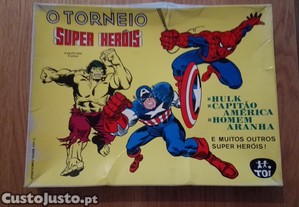 O TORNEIO
SUPER HERÓIS
HULK
CAPITÃO
AMÉRICA
HOMEM
ARANHA
E MUITOS OUTROS
SUPER HERÓIS!
TOI
CustoJusto.pt